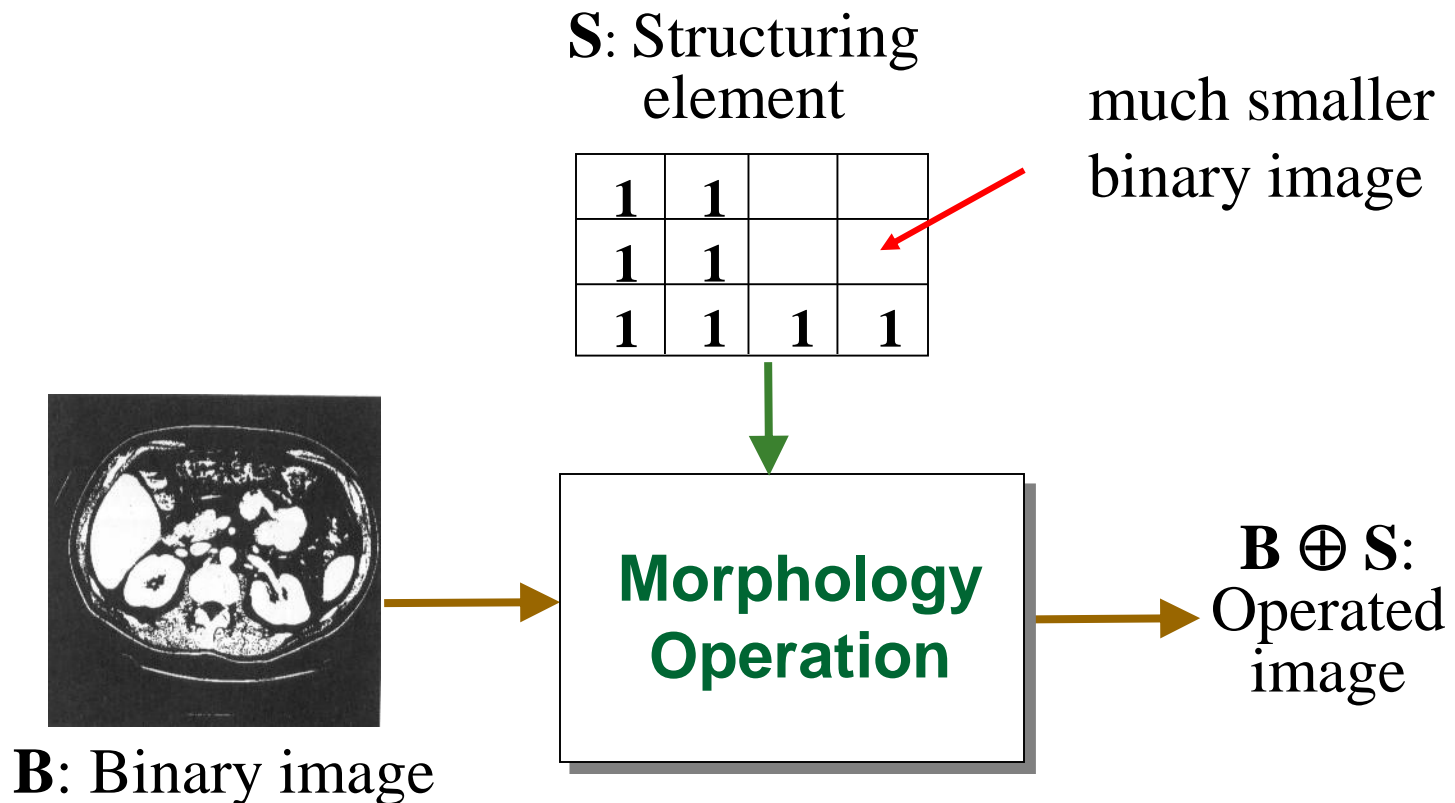 S: Structuring
element
much smaller
binary image
1 1
1 1
1 1 1 1
Morphology
Operation
B ⊕ S:
Operated
image
B: Binary image